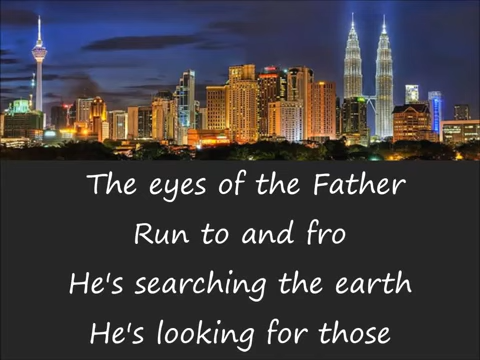 The eyes of the Father
Run to and fro
He's searching the earth
He's looking for those